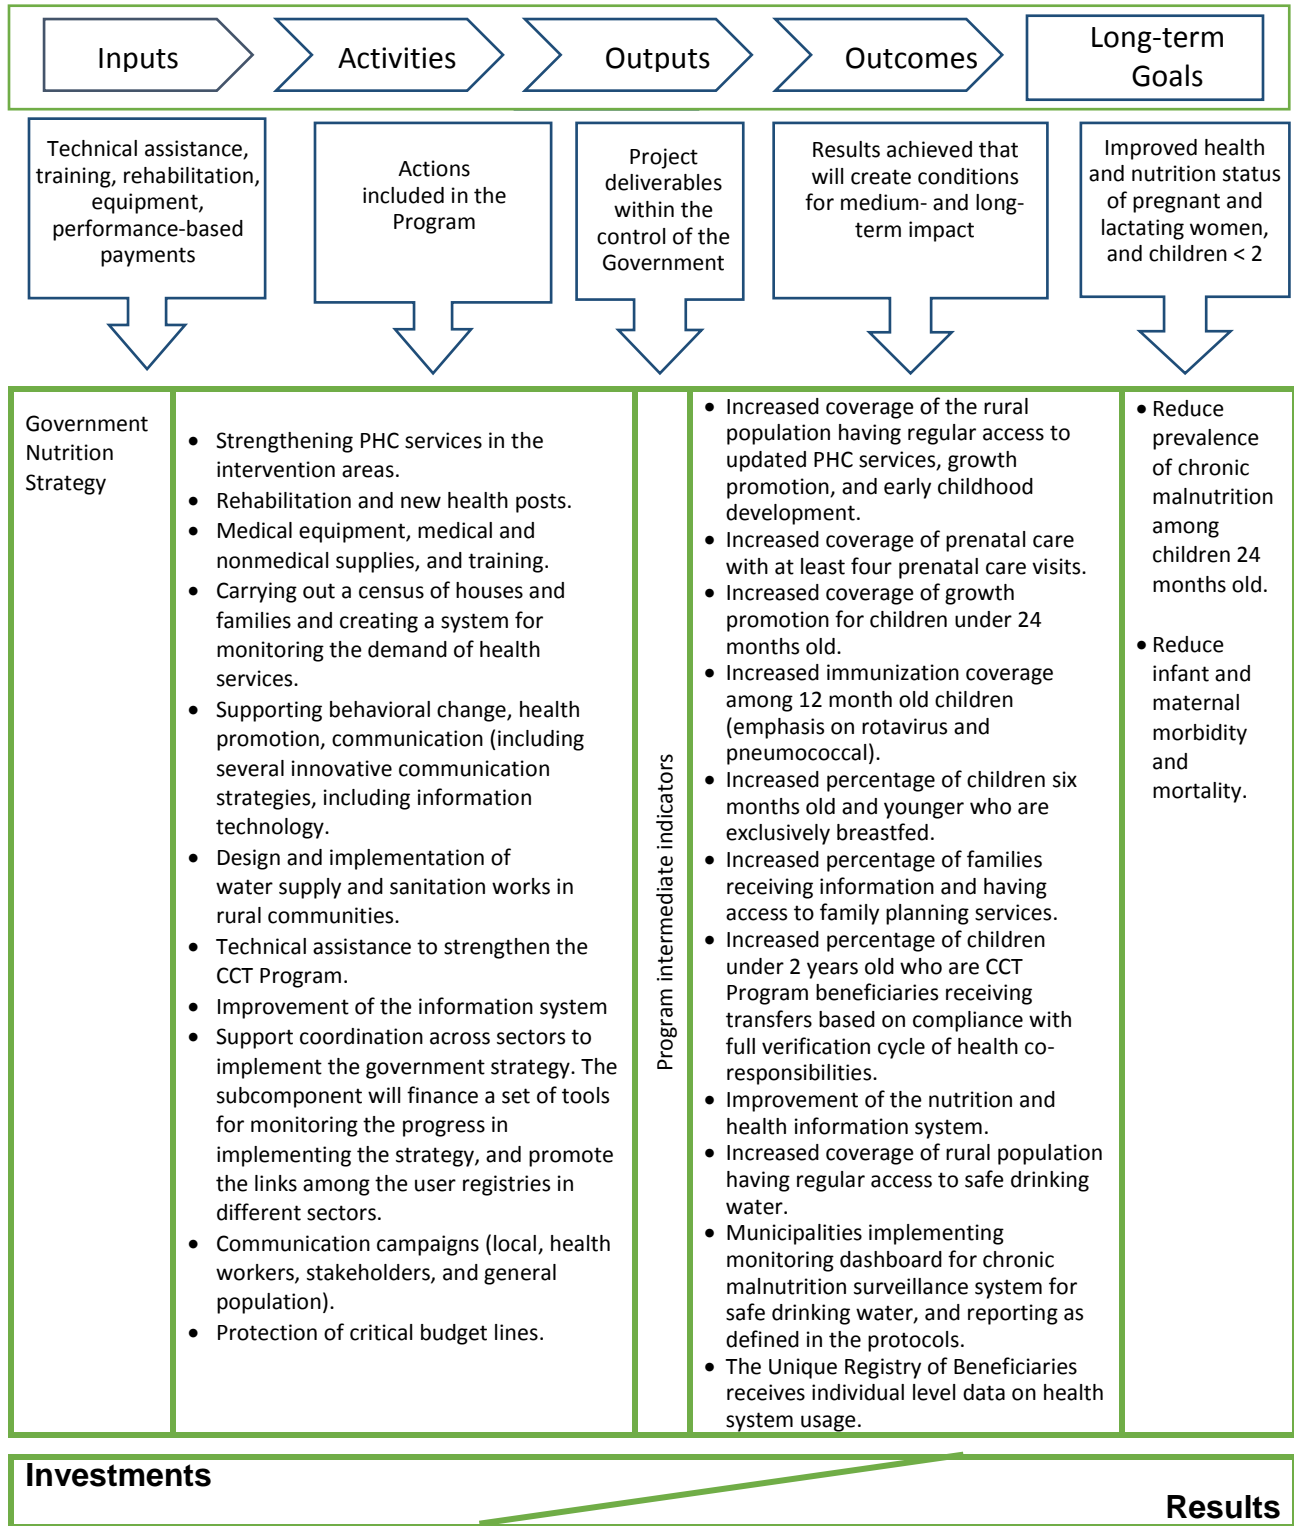 Inputs
Activities
Outputs
Outcomes
Long-term
Goals
Technical assistance,
training, rehabilitation,
equipment,
performance-based
payments
Actions
included in the
Program
Project
deliverables
within the
control of the
Government
Results achieved that
will create conditions
for medium- and long-
term impact
Improved health
and nutrition status
of pregnant and
lactating women,
and children < 2
Government
Nutrition
Strategy
• Strengthening PHC services in the
intervention areas.
• Rehabilitation and new health posts.
• Medical equipment, medical and
nonmedical supplies, and training.
• Carrying out a census of houses and
families and creating a system for
monitoring the demand of health
services.
• Supporting behavioral change, health
promotion, communication (including
several innovative communication
strategies, including information
technology.
• Design and implementation of
water supply and sanitation works in
rural communities.
• Technical assistance to strengthen the
CCT Program.
• Improvement of the information system
• Support coordination across sectors to
implement the government strategy. The
subcomponent will finance a set of tools
for monitoring the progress in
implementing the strategy, and promote
the links among the user registries in
different sectors.
• Communication campaigns (local, health
workers, stakeholders, and general
population).
• Protection of critical budget lines.
Program intermediate indicators
• Increased coverage of the rural
population having regular access to
updated PHC services, growth
promotion, and early childhood
development.
• Increased coverage of prenatal care
with at least four prenatal care visits.
• Increased coverage of growth
promotion for children under 24
months old.
• Increased immunization coverage
among 12 month old children
(emphasis on rotavirus and
pneumococcal).
• Increased percentage of children six
months old and younger who are
exclusively breastfed.
• Increased percentage of families
receiving information and having
access to family planning services.
• Increased percentage of children
under 2 years old who are CCT
Program beneficiaries receiving
transfers based on compliance with
full verification cycle of health co-
responsibilities.
• Improvement of the nutrition and
health information system.
• Increased coverage of rural population
having regular access to safe drinking
water.
• Municipalities implementing
monitoring dashboard for chronic
malnutrition surveillance system for
safe drinking water, and reporting as
defined in the protocols.
• The Unique Registry of Beneficiaries
receives individual level data on health
system usage.
• Reduce
prevalence
of chronic
malnutrition
among
children 24
months old.
• Reduce
infant and
maternal
morbidity
and
mortality.
Investments
Results